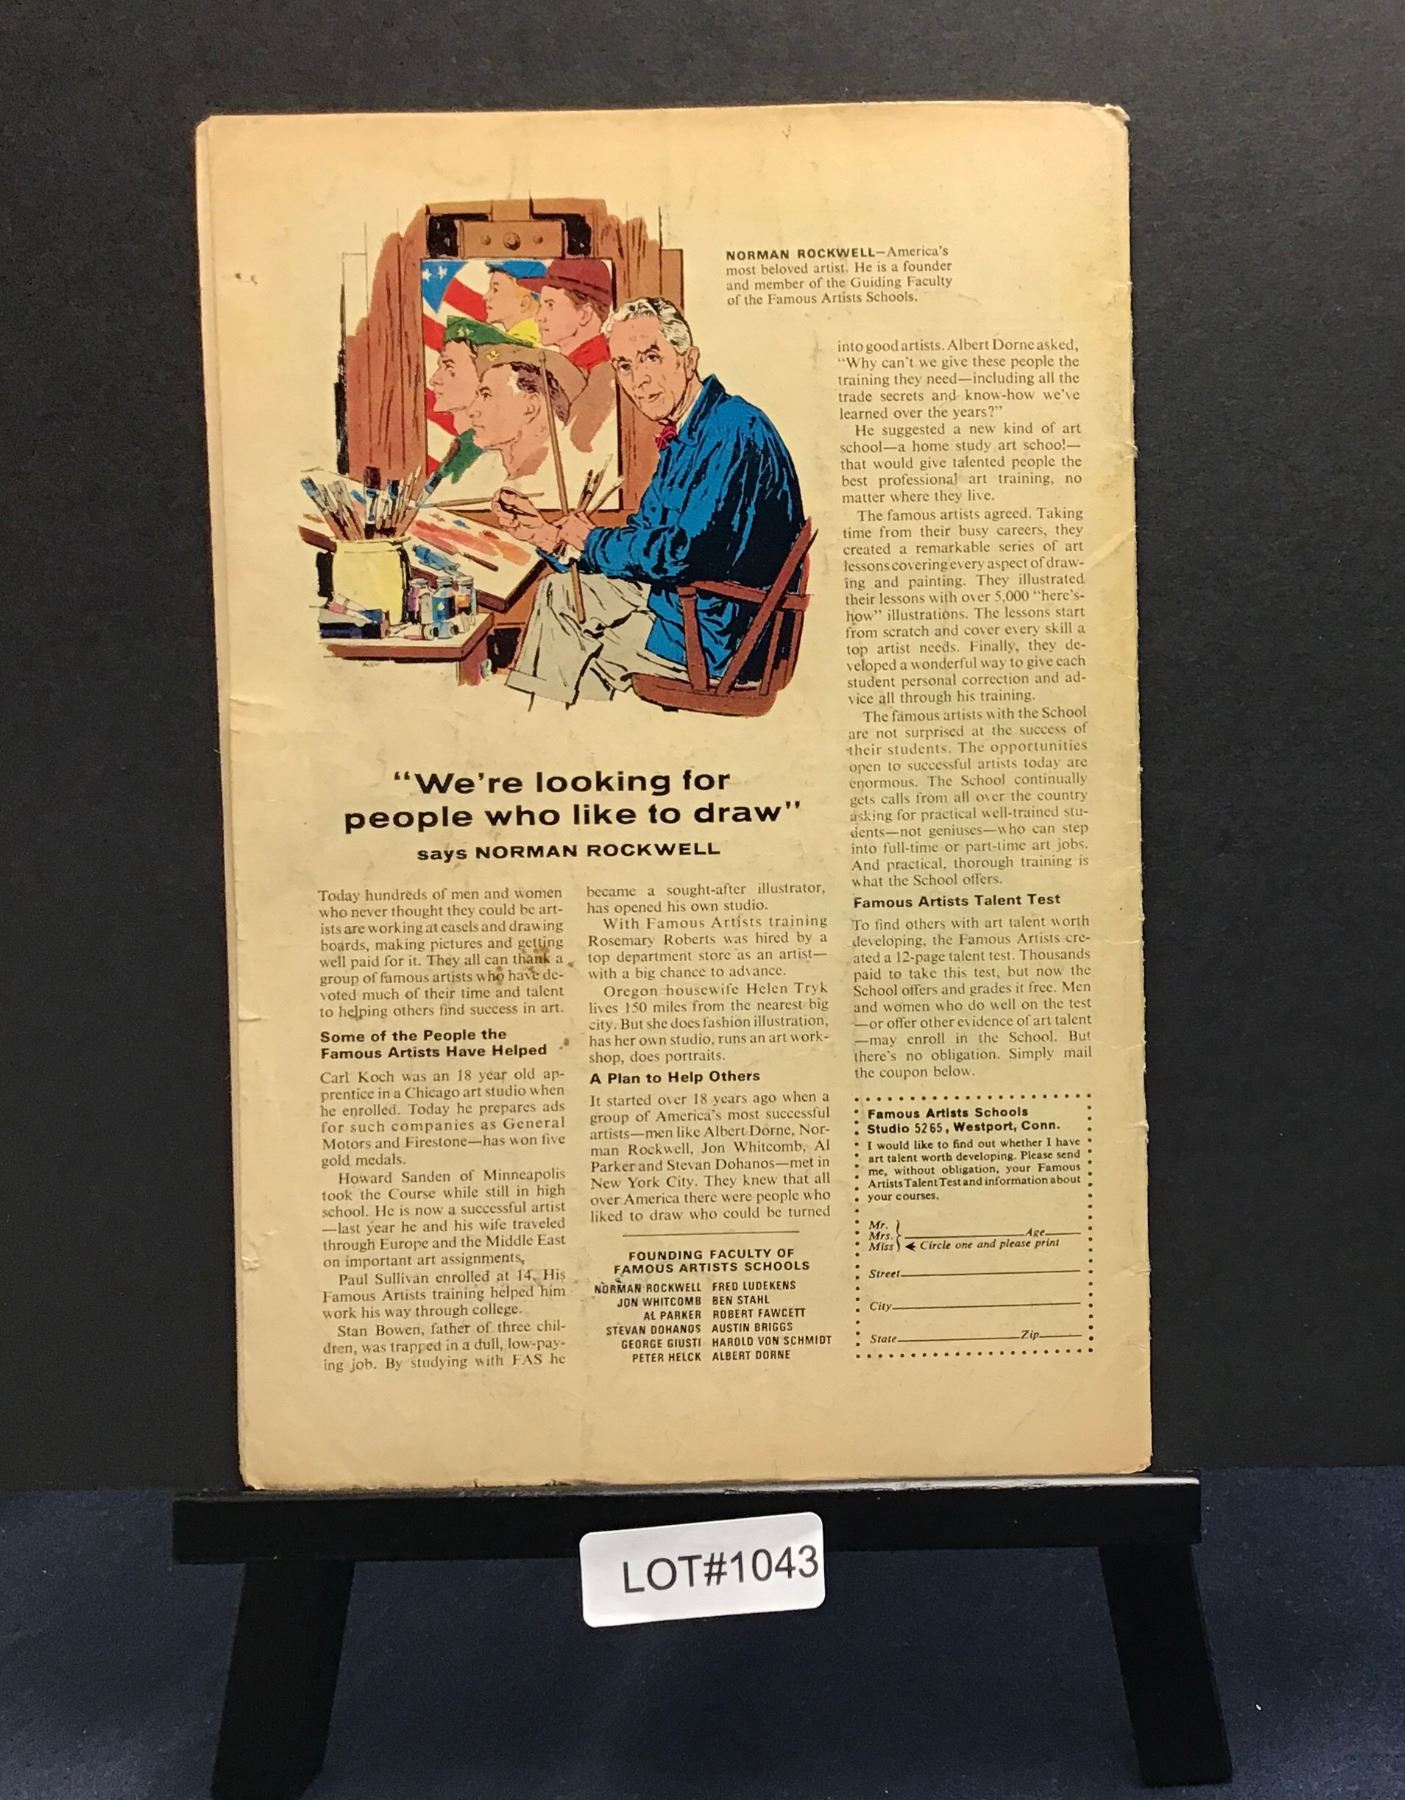 NORMAN ROCKWELL—America's
most beloved artist. He is a founder
and member of the Guiding Faculty
of the Famous Artists Schools.
"We're looking for
people who like to draw"
says NORMAN ROCKWELL
Today hundreds of men and women
who never thought they could be art-
ists are working at easels and drawing
boards, making pictures and getting
well paid for it. They all can thank a
group of famous artists who have de-
voted much of their time and talent
to helping others find success in art.
Some of the People the
Famous Artists Have Helped
Carl Koch was an 18 year old ap-
prentice in a Chicago art studio when
he enrolled. Today he prepares ads
for such companies as General
Motors and Firestone—has won five
gold medals.
Howard Sanden of Minneapolis
took the Course while still in high
school. He is now a successful artist
—last year he and his wife traveled
through Europe and the Middle East
on important art assignments.
Paul Sullivan enrolled at 14. His
Famous Artists training helped him
work his way through college.
Stan Bowen, father of three chil-
dren, was trapped in a dull, low-pay-
ing job. By studying with FAS he
became a sought-after illustrator,
has opened his own studio.
With Famous Artists training
Rosemary Roberts was hired by a
top department store as an artist—
with a big chance to advance.
Oregon housewife Helen Tryk
lives 150 miles from the nearest big
city. But she does fashion illustration,
has her own studio, runs an art work-
shop, does portraits.
A Plan to Help Others
It started over 18 years ago when a
group of America's most successful
artists—men like Albert Dorne, Nor-
man Rockwell, Jon Whitcomb, Al
Parker and Stevan Dohanos—met in
New York City. They knew that all
over America there were people who
liked to draw who could be turned
FOUNDING FACULTY OF
FAMOUS ARTISTS SCHOOLS
NORMAN ROCKWELL FRED LUDEKENS
JON WHITCOMB BEN STAHL
AL PARKER ROBERT FAWCETT
STEVAN DOHANOS AUSTIN BRIGGS
GEORGE GIUSTI HAROLD VON SCHMIDT
PETER HELCK ALBERT DORNE
into good artists. Albert Dorne asked,
"Why can't we give these people the
training they need—including all the
trade secrets and know-how we've
learned over the years?"
He suggested a new kind of art
school—a home study art school—
that would give talented people the
best professional art training, no
matter where they live.
The famous artists agreed. Taking
time from their busy careers, they
created a remarkable series of art
lessons covering every aspect of draw-
ing and painting. They illustrated
their lessons with over 5,000 "here's-
how" illustrations. The lessons start
from scratch and cover every skill a
top artist needs. Finally, they de-
veloped a wonderful way to give each
student personal correction and ad-
vice all through his training.
The famous artists with the School
are not surprised at the success of
their students. The opportunities
open to successful artists today are
enormous. The School continually
gets calls from all over the country
asking for practical well-trained stu-
dents—not geniuses—who can step
into full-time or part-time art jobs.
And practical, thorough training is
what the School offers.
Famous Artists Talent Test
To find others with art talent worth
developing, the Famous Artists cre-
ated a 12-page talent test. Thousands
paid to take this test, but now the
School offers and grades it free. Men
and women who do well on the test
—or offer other evidence of art talent
—may enroll in the School. But
there's no obligation. Simply mail
the coupon below.
Famous Artists Schools
Studio 5265, Westport, Conn.
I would like to find out whether I have
art talent worth developing. Please send
me, without obligation, your Famous
Artists Talent Test and information about
your courses.
Mr.
Mrs. Age
Miss Circle one and please print
Street
City
State Zip
LOT#1043